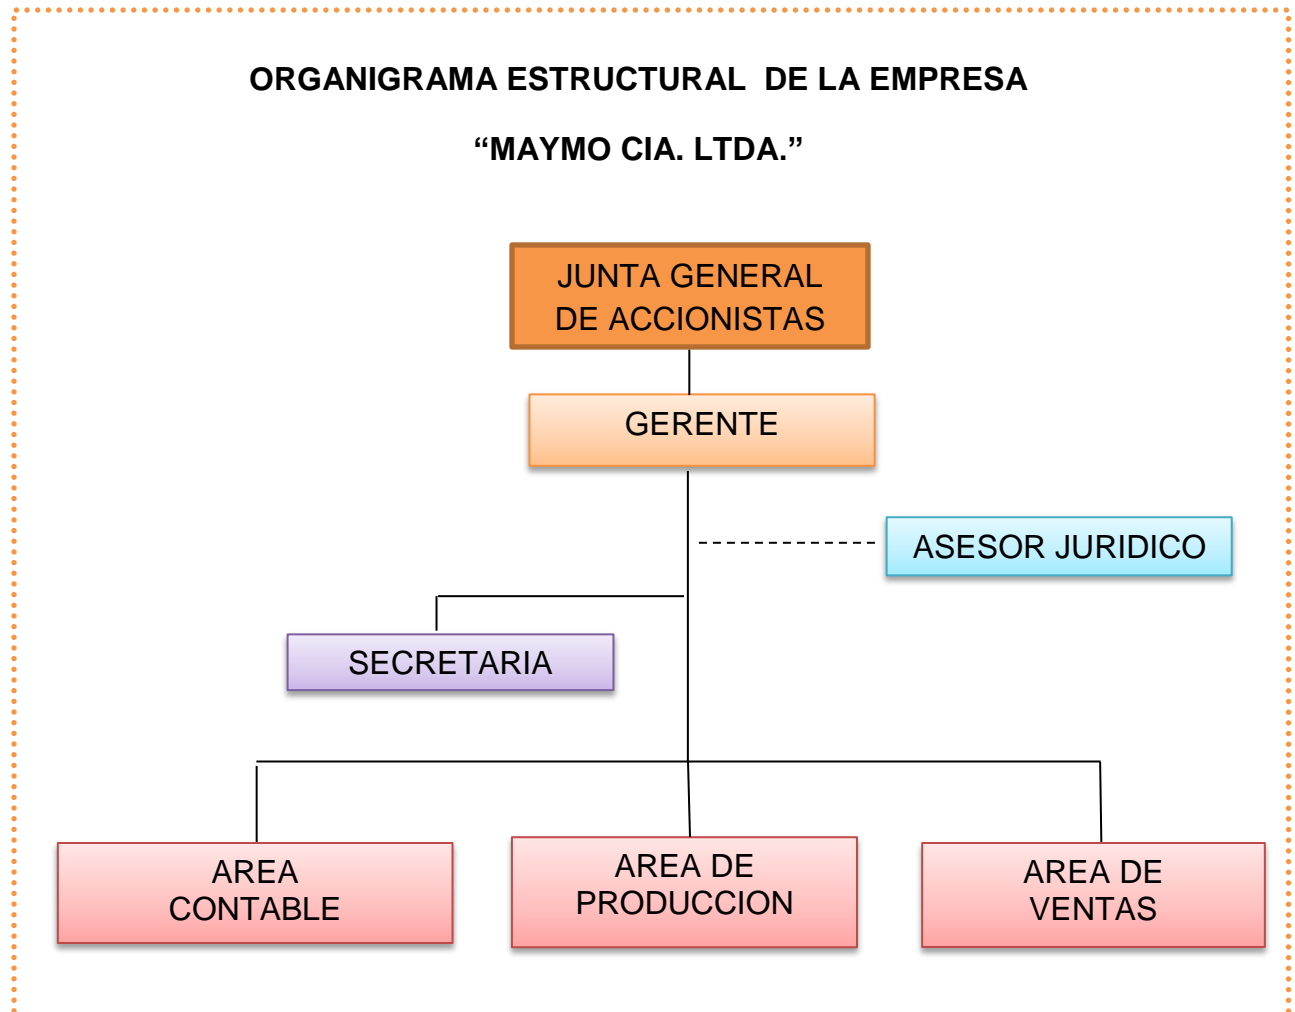 ORGANIGRAMA ESTRUCTURAL DE LA EMPRESA
“MAYMO CIA. LTDA.”
JUNTA GENERAL
DE ACCIONISTAS
GERENTE
ASESOR JURIDICO
SECRETARIA
AREA
CONTABLE
AREA DE
PRODUCCION
AREA DE
VENTAS